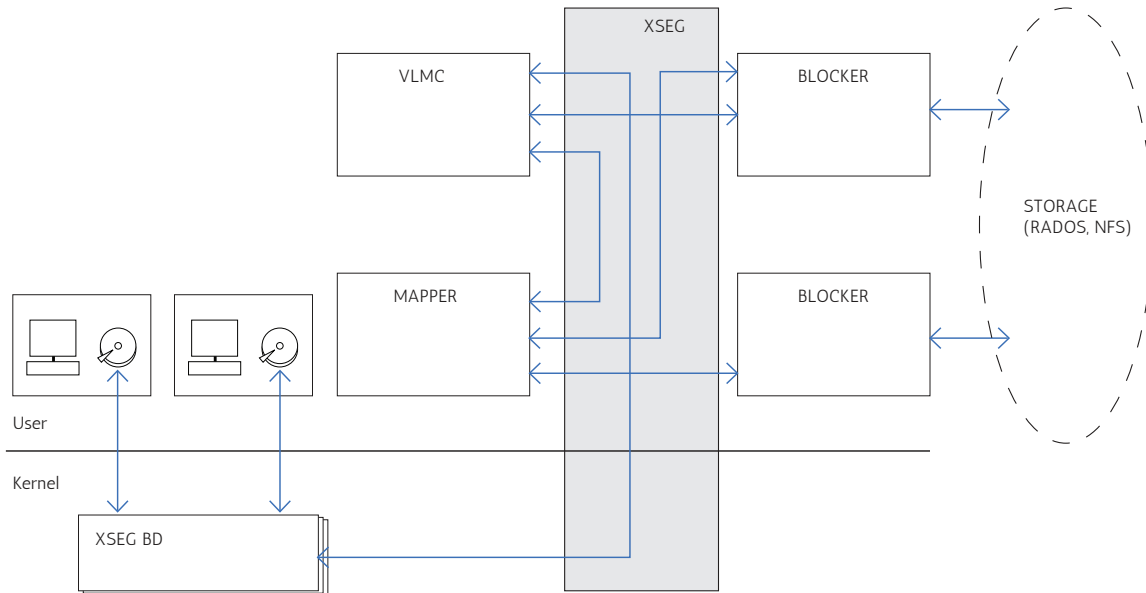 XSEG
VLMC
BLOCKER
STORAGE
(RADOS, NFS)
MAPPER
BLOCKER
User
Kernel
XSEG BD